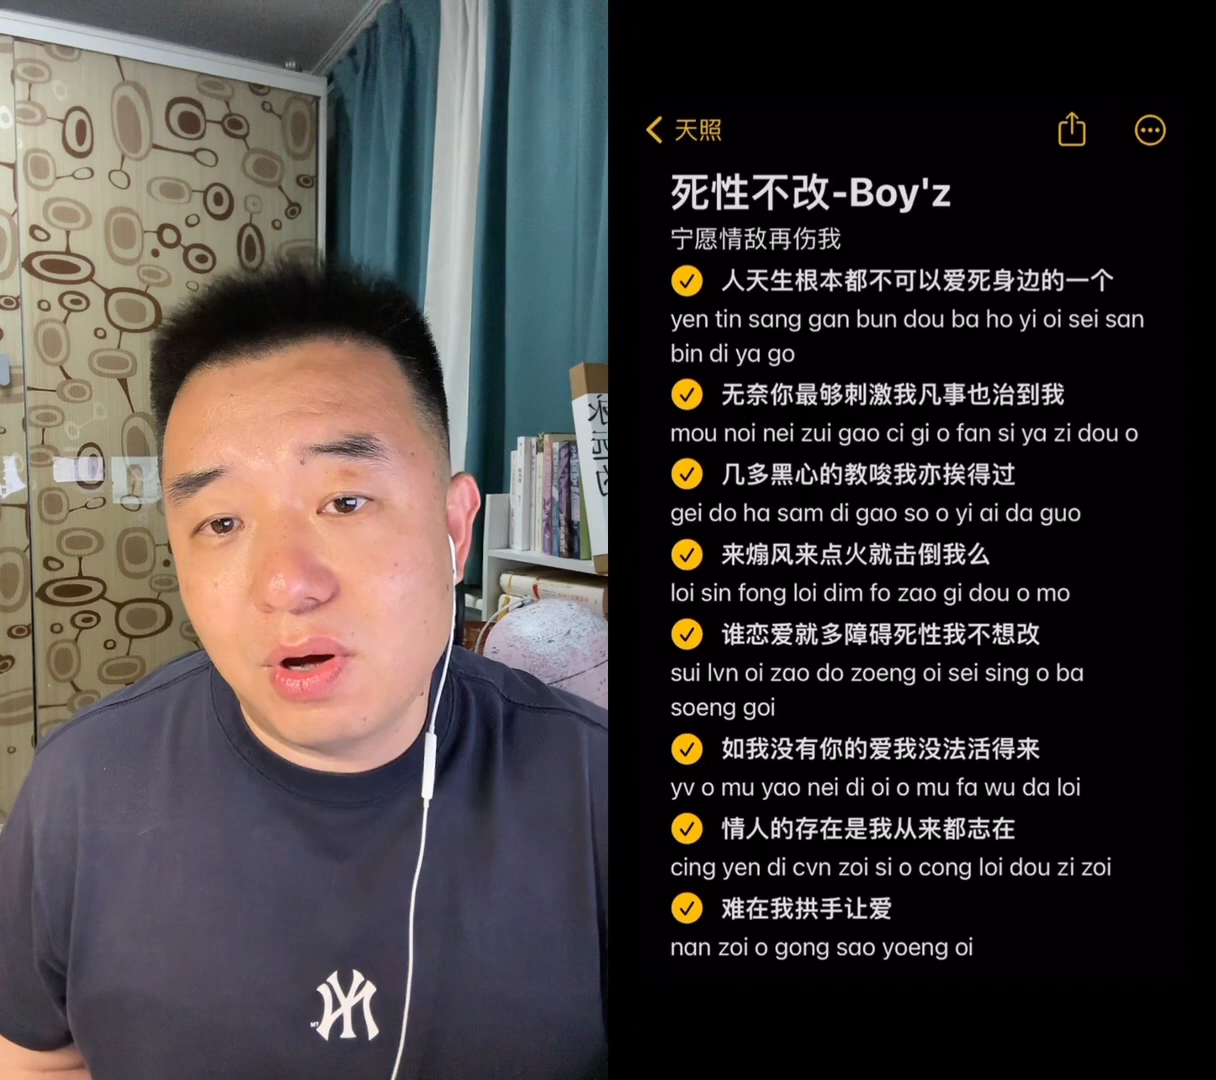 天照
死性不改-Boy'z
宁愿情敌再伤我
人天生根本都不可以爱死身边的一个
yen tin sang gan bun dou ba ho yi oi sei san
bin di ya go
无奈你最够刺激我凡事也治到我
mou noi nei zui gao ci gi o fan si ya zi dou o
几多黑心的教唆我亦挨得过
gei do ha sam di gao so o yi ai da guo
来煽风来点火就击倒我么
loi sin fong loi dim fo zao gi dou o mo
谁恋爱就多障碍死性我不想改
sui lvn oi zao do zoeng oi sei sing o ba
soeng goi
如我没有你的爱我没法活得来
yv o mu yao nei di oi o mu fa wu da loi
情人的存在是我从来都志在
cing yen di cvn zoi si o cong loi dou zi zoi
难在我拱手让爱
nan zoi o gong sao yoeng oi
NY